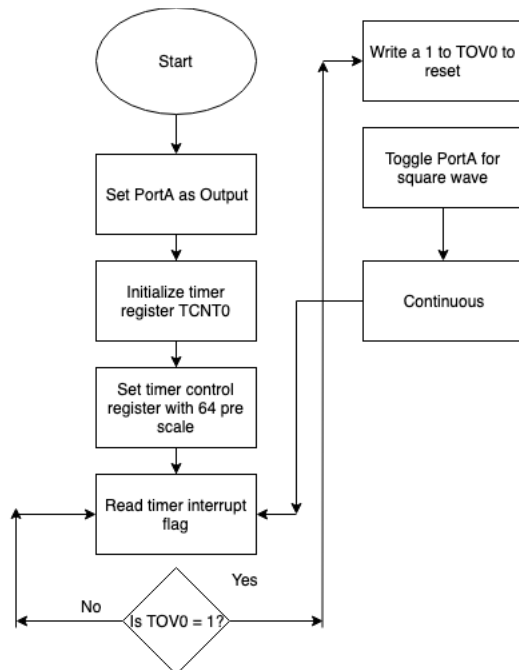 Start
Set PortA as Output
Initialize timer
register TCNT0
Set timer control
register with 64 pre
scale
Read timer interrupt
flag
Is TOV0 = 1?
No
Yes
Write a 1 to TOV0 to
reset
Toggle PortA for
square wave
Continuous